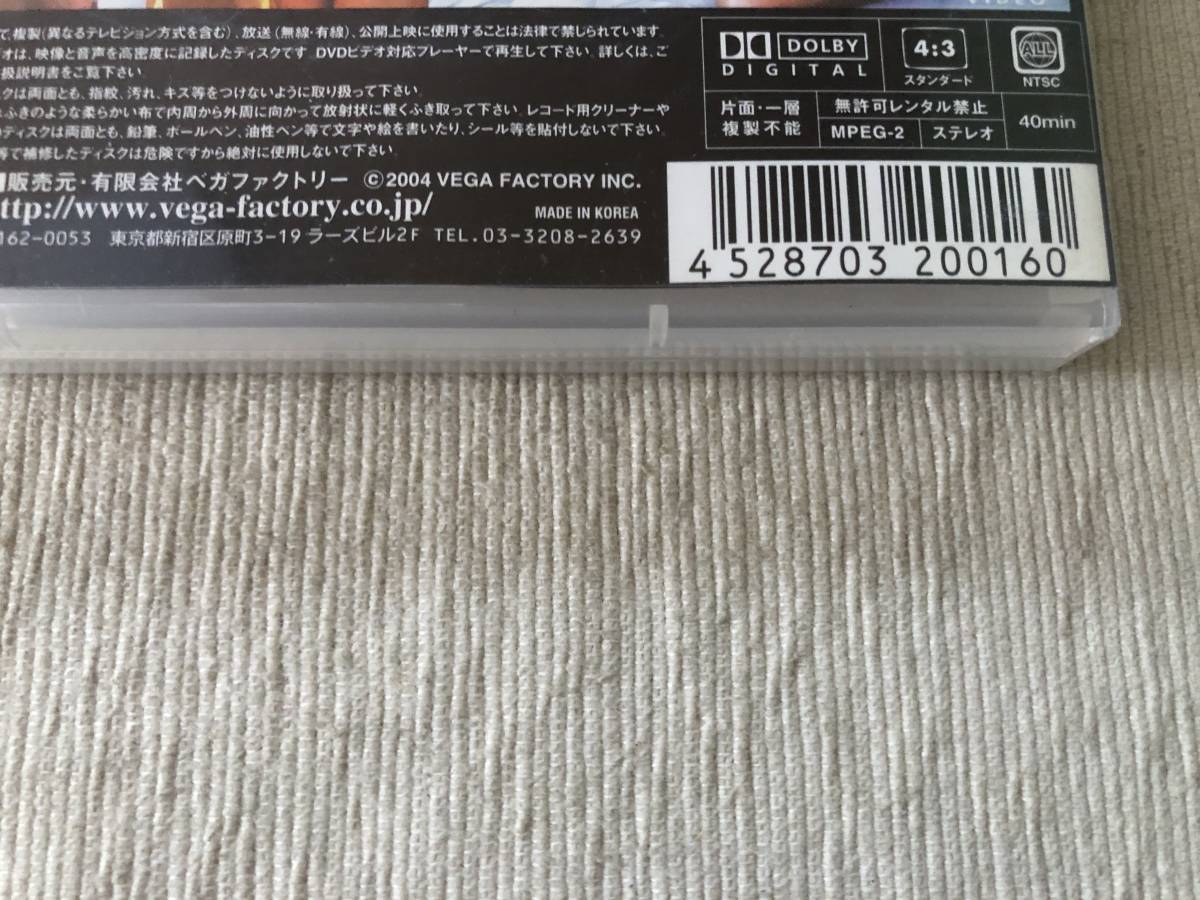 VIDEO
て、複製(異なるテレビジョン方式を含む)、放送(無線・有線)、公開上映に使用することは法律で禁じられています。
オは、映像と音声を高密度に記録したディスクです。DVDビデオ対応プレーヤーで再生して下さい。詳しくは、ご
扱説明書をご覧下さい。
クは両面とも、指紋、汚れ、キズ等をつけないように取り扱って下さい。
ふきのような柔らかい布で内周から外周に向かって放射状に軽くふき取って下さい。レコード用クリーナーや
ディスクは両面とも、鉛筆、ボールペン、油性ペン等で文字や絵を書いたり、シール等を貼付しないで下さい。
等で補修したディスクは危険ですから絶対に使用しないで下さい。
販売元・有限会社ベガファクトリー ©2004 VEGA FACTORY INC.
ttp://www.vega-factory.co.jp/ MADE IN KOREA
162-0053 東京都新宿区原町3-19 ラーズビル2F TEL.03-3208-2639
DOLBY
DIGITAL
4:3
スタンダード
ALL
NTSC
片面・一層
複製不能
無許可レンタル禁止
MPEG-2 ステレオ
40min
4 528703 200160